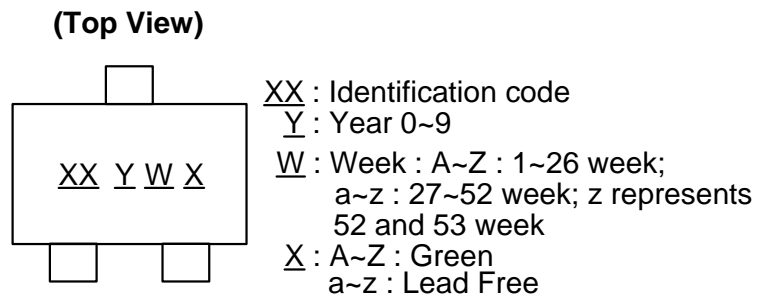 (Top View)
XX Y W X
XX : Identification code
Y : Year 0~9
W : Week : A~Z : 1~26 week;
a~z : 27~52 week; z represents
52 and 53 week
X : A~Z : Green
a~z : Lead Free